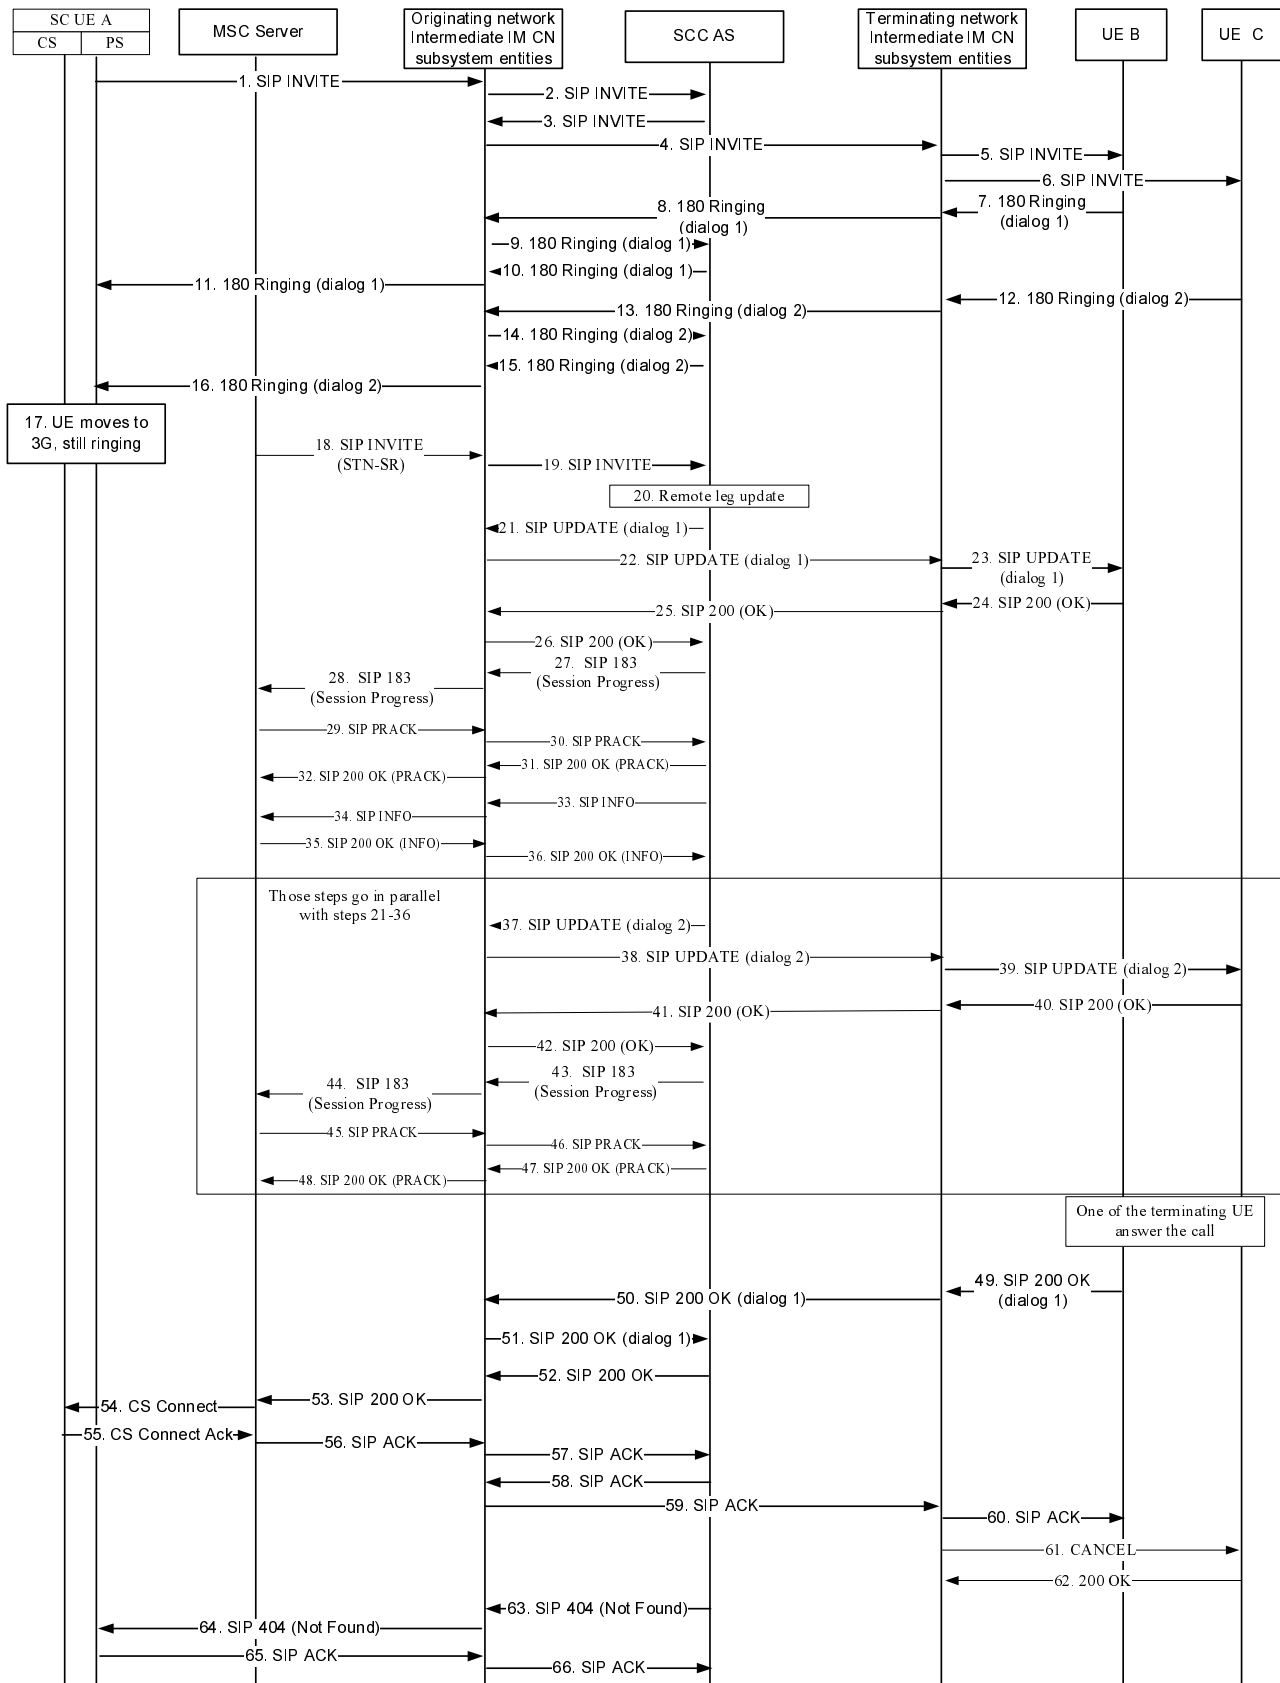 SC UE A
CS
PS
MSC Server
Originating network
Intermediate IM CN
subsystem entities
SCC AS
Terminating network
Intermediate IM CN
subsystem entities
UE B
UE C
1. SIP INVITE
2. SIP INVITE
3. SIP INVITE
4. SIP INVITE
5. SIP INVITE
6. SIP INVITE
7. 180 Ringing
(dialog 1)
8. 180 Ringing
(dialog 1)
9. 180 Ringing (dialog 1)
10. 180 Ringing (dialog 1)
11. 180 Ringing (dialog 1)
12. 180 Ringing (dialog 2)
13. 180 Ringing (dialog 2)
14. 180 Ringing (dialog 2)
15. 180 Ringing (dialog 2)
16. 180 Ringing (dialog 2)
17. UE moves to
3G, still ringing
18. SIP INVITE
(STN-SR)
19. SIP INVITE
20. Remote leg update
21. SIP UPDATE (dialog 1)
22. SIP UPDATE (dialog 1)
23. SIP UPDATE
(dialog 1)
24. SIP 200 (OK)
25. SIP 200 (OK)
26. SIP 200 (OK)
27. SIP 183
(Session Progress)
28. SIP 183
(Session Progress)
29. SIP PRACK
30. SIP PRACK
31. SIP 200 OK (PRACK)
32. SIP 200 OK (PRACK)
33. SIP INFO
34. SIP INFO
35. SIP 200 OK (INFO)
36. SIP 200 OK (INFO)
Those steps go in parallel
with steps 21-36
37. SIP UPDATE (dialog 2)
38. SIP UPDATE (dialog 2)
39. SIP UPDATE (dialog 2)
40. SIP 200 (OK)
41. SIP 200 (OK)
42. SIP 200 (OK)
43. SIP 183
(Session Progress)
44. SIP 183
(Session Progress)
45. SIP PRACK
46. SIP PRACK
47. SIP 200 OK (PRACK)
48. SIP 200 OK (PRACK)
One of the terminating UE
answer the call
49. SIP 200 OK
(dialog 1)
50. SIP 200 OK (dialog 1)
51. SIP 200 OK (dialog 1)
52. SIP 200 OK
53. SIP 200 OK
54. CS Connect
55. CS Connect Ack
56. SIP ACK
57. SIP ACK
58. SIP ACK
59. SIP ACK
60. SIP ACK
61. CANCEL
62. 200 OK
63. SIP 404 (Not Found)
64. SIP 404 (Not Found)
65. SIP ACK
66. SIP ACK